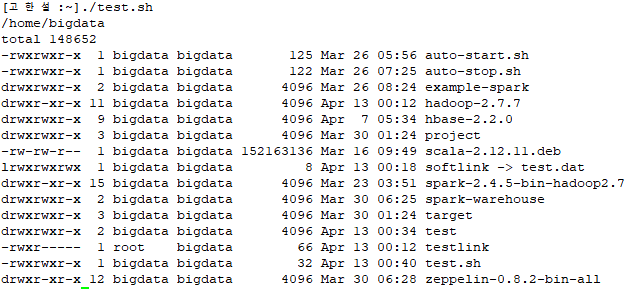 [고 한 설 :~]./test.sh
/home/bigdata
total 148652
-rwxrwxr-x  1 bigdata bigdata       125 Mar 26 05:56 auto-start.sh
-rwxrwxr-x  1 bigdata bigdata       122 Mar 26 07:25 auto-stop.sh
drwxrwxr-x  2 bigdata bigdata      4096 Mar 26 08:24 example-spark
drwxr-xr-x 11 bigdata bigdata      4096 Apr 13 00:12 hadoop-2.7.7
drwxrwxr-x  9 bigdata bigdata      4096 Apr  7 05:34 hbase-2.2.0
drwxrwxr-x  3 bigdata bigdata      4096 Mar 30 01:24 project
-rw-rw-r--  1 bigdata bigdata 152163136 Mar 16 09:49 scala-2.12.11.deb
lrwxrwxrwx  1 bigdata bigdata         8 Apr 13 00:18 softlink -> test.dat
drwxr-xr-x 15 bigdata bigdata      4096 Mar 23 03:51 spark-2.4.5-bin-hadoop2.7
drwxrwxr-x  2 bigdata bigdata      4096 Mar 30 06:25 spark-warehouse
drwxrwxr-x  3 bigdata bigdata      4096 Mar 30 01:24 target
drwxrwxr-x  2 bigdata bigdata      4096 Apr 13 00:34 test
-rwxr-----  1 root    bigdata        66 Apr 13 00:12 testlink
-rwxrwxr-x  1 bigdata bigdata        32 Apr 13 00:40 test.sh
drwxr-xr-x 12 bigdata bigdata      4096 Mar 30 06:28 zeppelin-0.8.2-bin-all